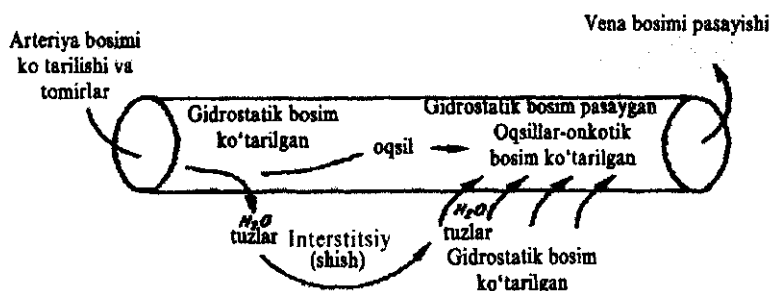 Vena bosimi pasayishi
Arteriya bosimi
ko tarilishi va
tomirlar
Gidrostatik bosim
ko‘tarilgan
oqsil
Gidrostatik bosim pasaygan
Oqsillar-onkotik
bosim ko‘tarilgan
H₂O
tuzlar
Interstitsiy
(shish)
H₂O
tuzlar
Gidrostatik bosim
ko‘tarilgan